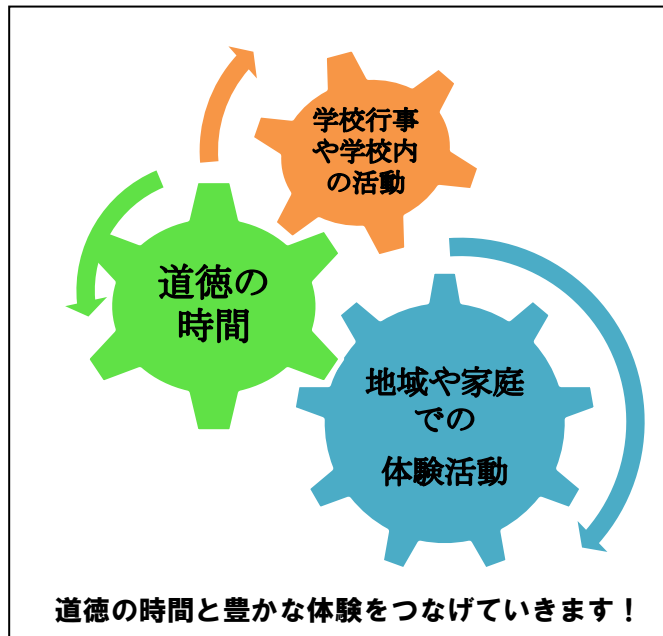 学校行事
や学校内
の活動
道徳の
時間
地域や家庭
での
体験活動
道徳の時間と豊かな体験をつなげていきます！